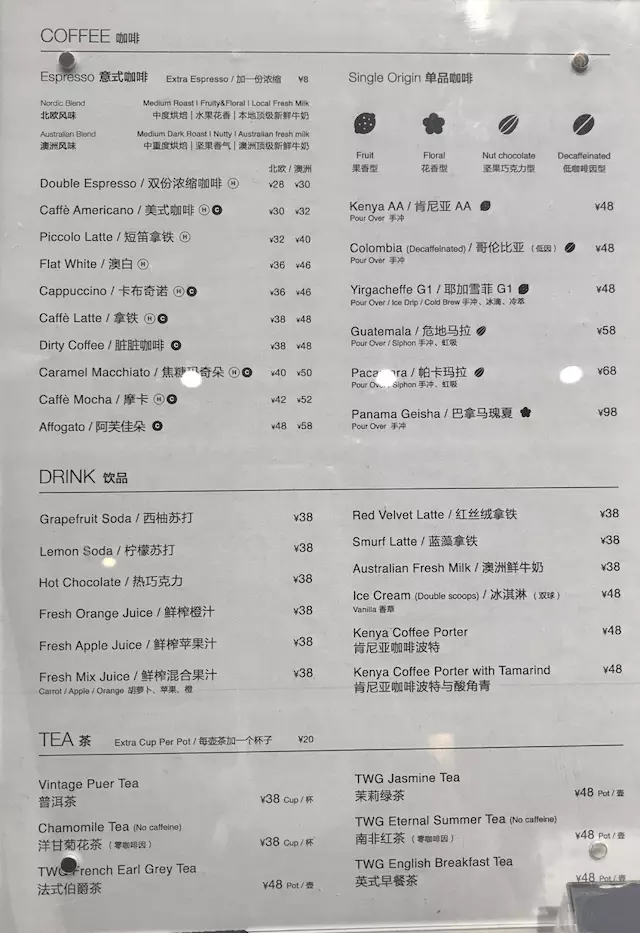 COFFEE 咖啡
Espresso 意式咖啡 Extra Espresso / 加一份浓缩 ¥8
Nordic Blend Medium Roast | Fruity&Floral | Local Fresh Milk
北欧风味 中度烘焙 | 水果花香 | 本地顶级新鲜牛奶
Australian Blend Medium Dark Roast | Nutty | Australian fresh milk
澳洲风味 中重度烘焙 | 坚果香气 | 澳洲顶级新鲜牛奶
北欧 / 澳洲
Double Espresso / 双份浓缩咖啡 H ¥28 ¥30
Caffè Americano / 美式咖啡 H C ¥30 ¥32
Piccolo Latte / 短笛拿铁 H ¥32 ¥40
Flat White / 澳白 H ¥36 ¥46
Cappuccino / 卡布奇诺 H C ¥36 ¥46
Caffè Latte / 拿铁 H C ¥38 ¥48
Dirty Coffee / 脏脏咖啡 C ¥38 ¥48
Caramel Macchiato / 焦糖玛奇朵 H C ¥40 ¥50
Caffè Mocha / 摩卡 H C ¥42 ¥52
Affogato / 阿芙佳朵 C ¥48 ¥58
Single Origin 单品咖啡
Fruit Floral Nut chocolate Decaffeinated
果香型 花香型 坚果巧克力型 低咖啡因型
Kenya AA / 肯尼亚 AA ¥48
Pour Over 手冲
Colombia (Decaffeinated) / 哥伦比亚 (低因) ¥48
Pour Over 手冲
Yirgacheffe G1 / 耶加雪菲 G1 ¥48
Pour Over / Ice Drip / Cold Brew 手冲、冰滴、冷萃
Guatemala / 危地马拉 ¥58
Pour Over / Siphon 手冲、虹吸
Pacamara / 帕卡玛拉 ¥68
Pour Over / Siphon 手冲、虹吸
Panama Geisha / 巴拿马瑰夏 ¥98
Pour Over 手冲
DRINK 饮品
Grapefruit Soda / 西柚苏打 ¥38
Lemon Soda / 柠檬苏打 ¥38
Hot Chocolate / 热巧克力 ¥38
Fresh Orange Juice / 鲜榨橙汁 ¥38
Fresh Apple Juice / 鲜榨苹果汁 ¥38
Fresh Mix Juice / 鲜榨混合果汁 ¥38
Carrot / Apple / Orange 胡萝卜、苹果、橙
Red Velvet Latte / 红丝绒拿铁 ¥38
Smurf Latte / 蓝藻拿铁 ¥38
Australian Fresh Milk / 澳洲鲜牛奶 ¥38
Ice Cream (Double scoops) / 冰淇淋 (双球) ¥48
Vanilla 香草
Kenya Coffee Porter ¥48
肯尼亚咖啡波特
Kenya Coffee Porter with Tamarind ¥48
肯尼亚咖啡波特与酸角青
TEA 茶 Extra Cup Per Pot / 每壶茶加一个杯子 ¥20
Vintage Puer Tea
普洱茶 ¥38 Cup / 杯
Chamomile Tea (No caffeine)
洋甘菊花茶 (零咖啡因) ¥38 Cup / 杯
TWG French Earl Grey Tea
法式伯爵茶 ¥48 Pot / 壶
TWG Jasmine Tea
茉莉绿茶 ¥48 Pot / 壶
TWG Eternal Summer Tea (No caffeine)
南非红茶 (零咖啡因) ¥48 Pot / 壶
TWG English Breakfast Tea
英式早餐茶 ¥48 Pot / 壶